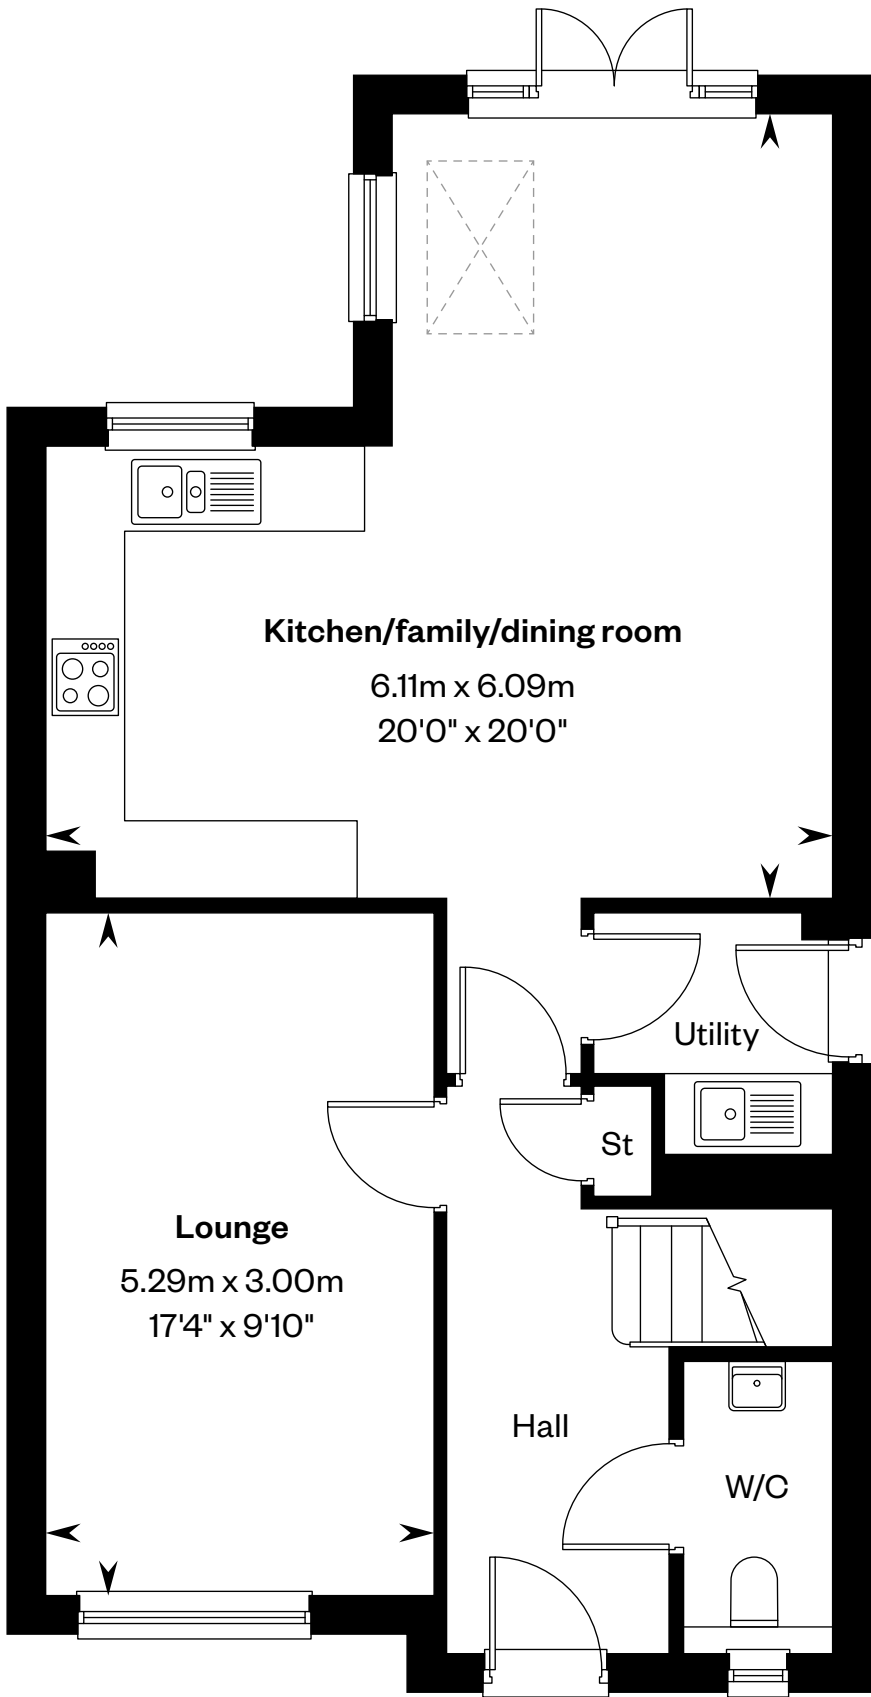 Kitchen/family/dining room
6.11m x 6.09m
20'0" x 20'0"
Utility
St
Lounge
5.29m x 3.00m
17'4" x 9'10"
Hall
W/C